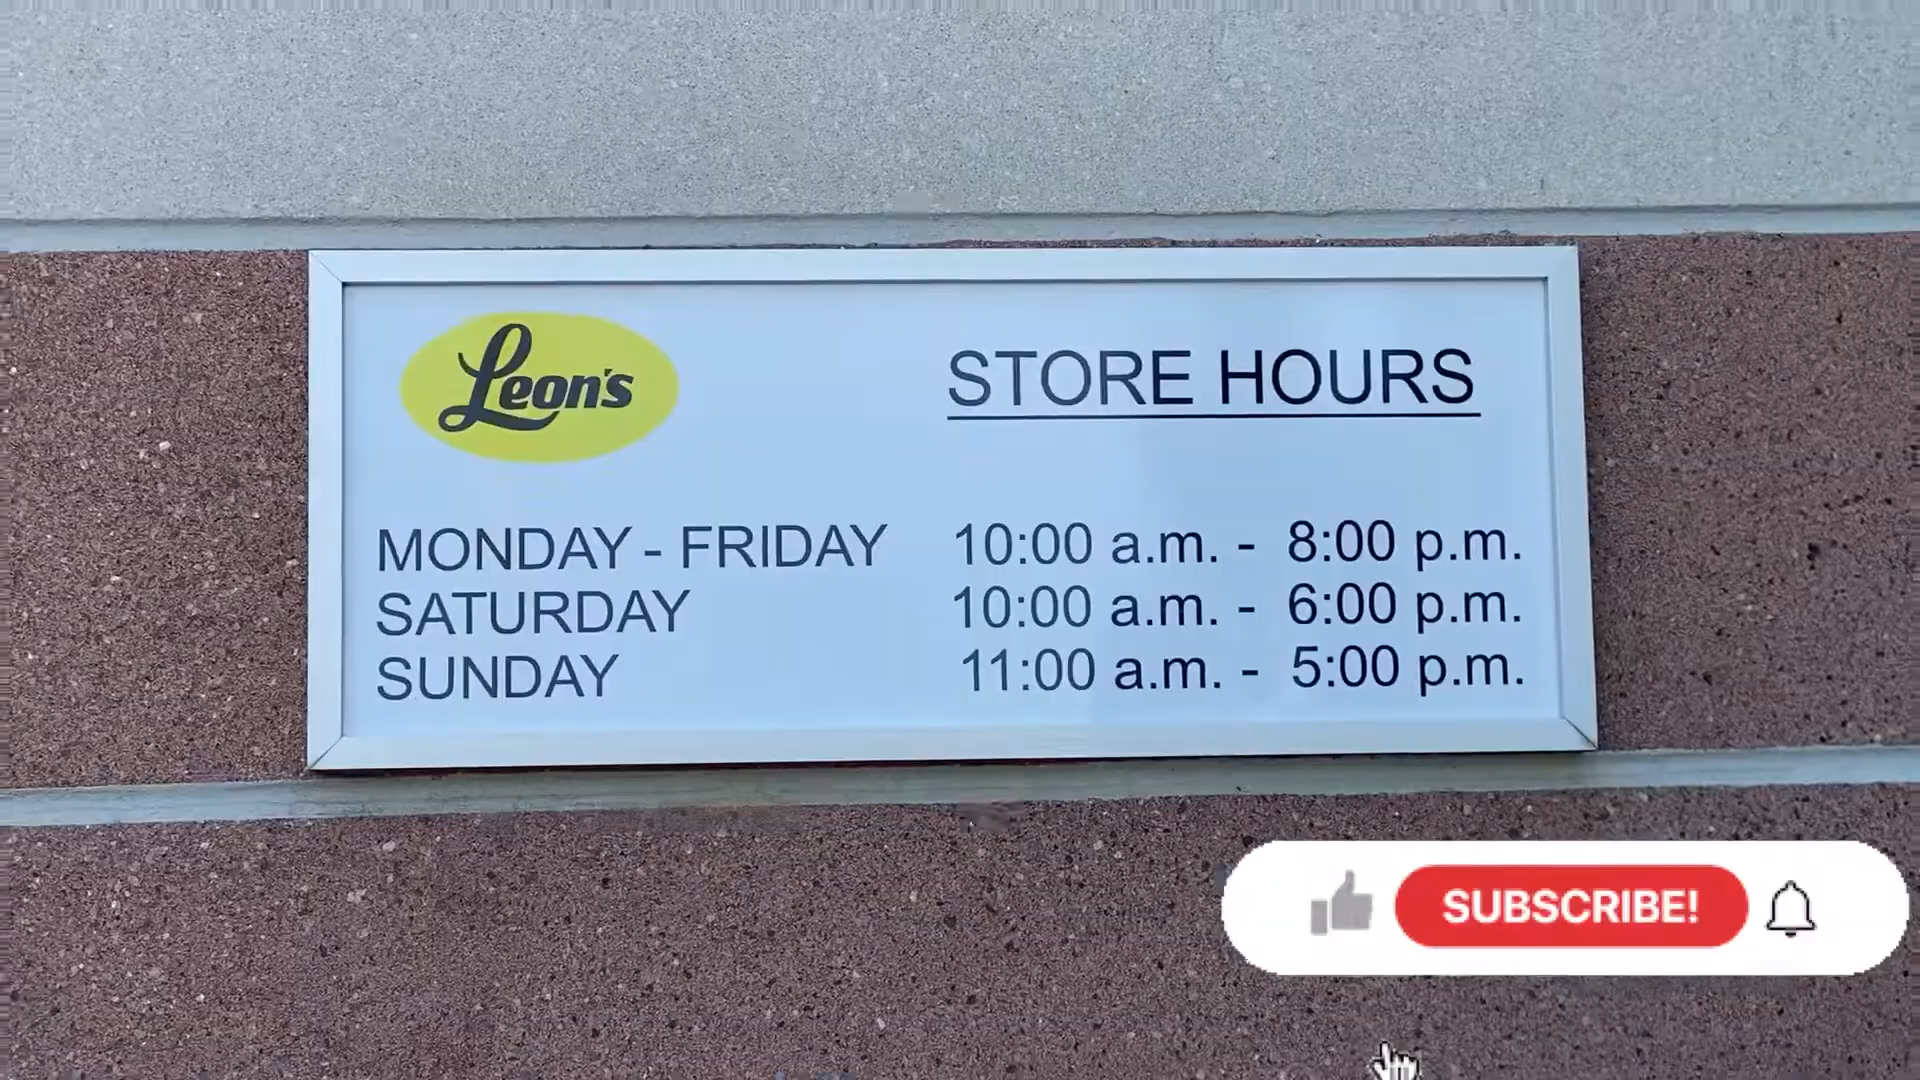 Leon's
STORE HOURS
MONDAY - FRIDAY 10:00 a.m. - 8:00 p.m.
SATURDAY 10:00 a.m. - 6:00 p.m.
SUNDAY 11:00 a.m. - 5:00 p.m.
SUBSCRIBE!